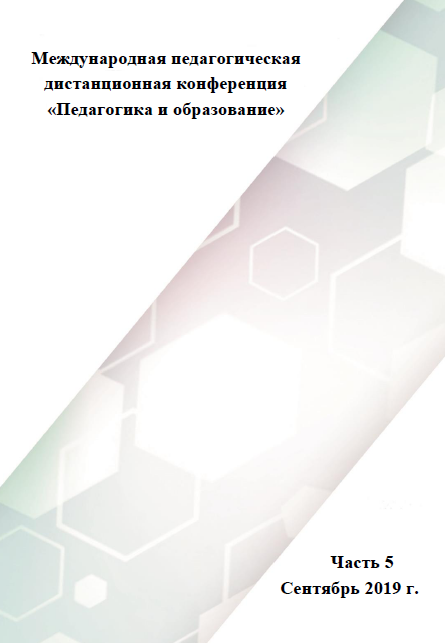 Международная педагогическая
дистанционная конференция
«Педагогика и образование»
Часть 5
Сентябрь 2019 г.